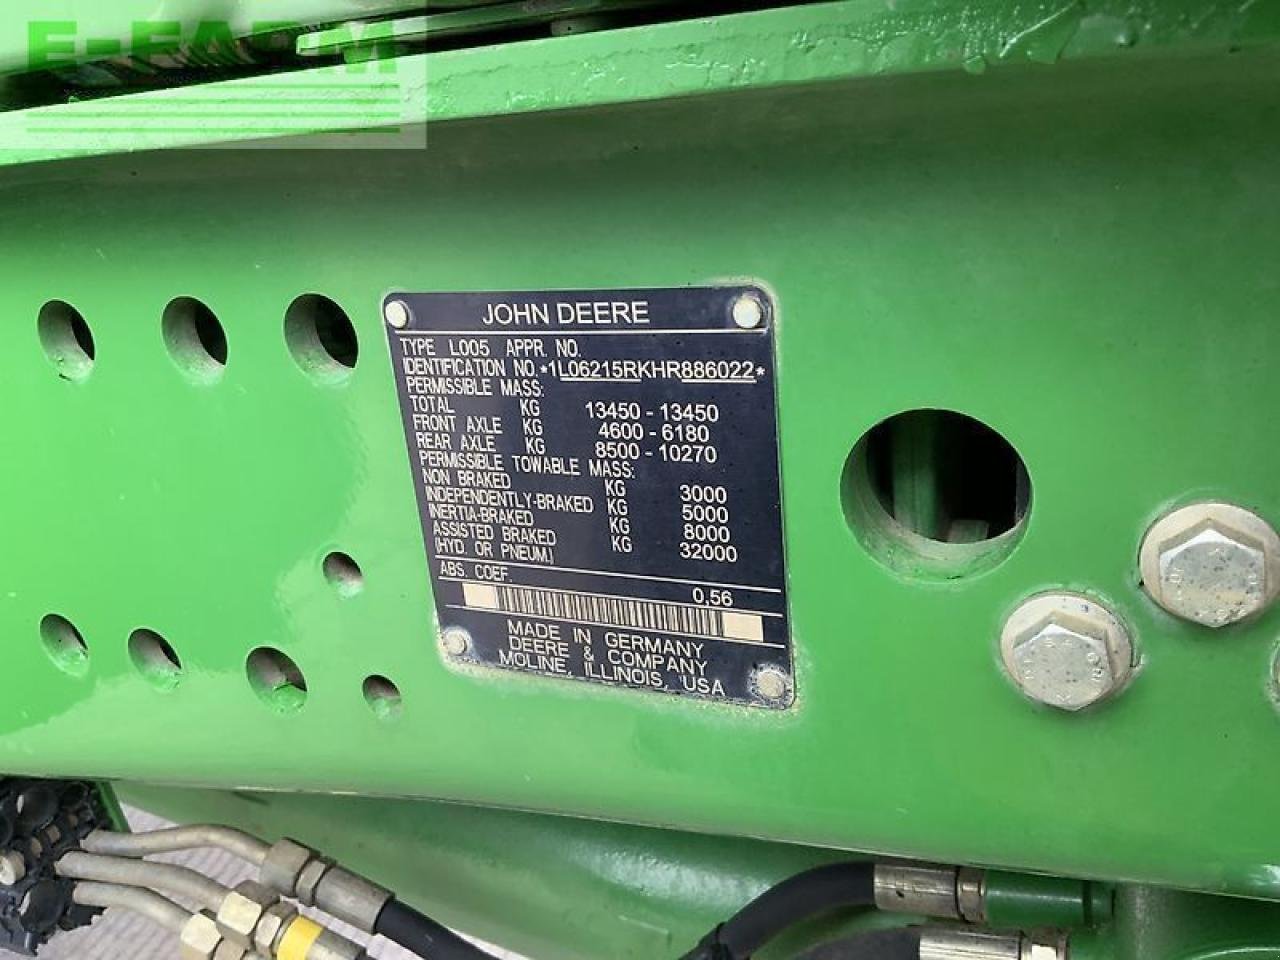 E-FARM
JOHN DEERE
TYPE L005 APPR. NO.
IDENTIFICATION NO.*1L06215RKHR886022*
PERMISSIBLE MASS:
TOTAL KG 13450 - 13450
FRONT AXLE KG 4600 - 6180
REAR AXLE KG 8500 - 10270
PERMISSIBLE TOWABLE MASS:
NON BRAKED KG 3000
INDEPENDENTLY-BRAKED KG 5000
INERTIA-BRAKED KG 8000
ASSISTED BRAKED KG 32000
(HYD. OR PNEUM.)
ABS. COEF. 0,56
MADE IN GERMANY
DEERE & COMPANY
MOLINE, ILLINOIS, USA